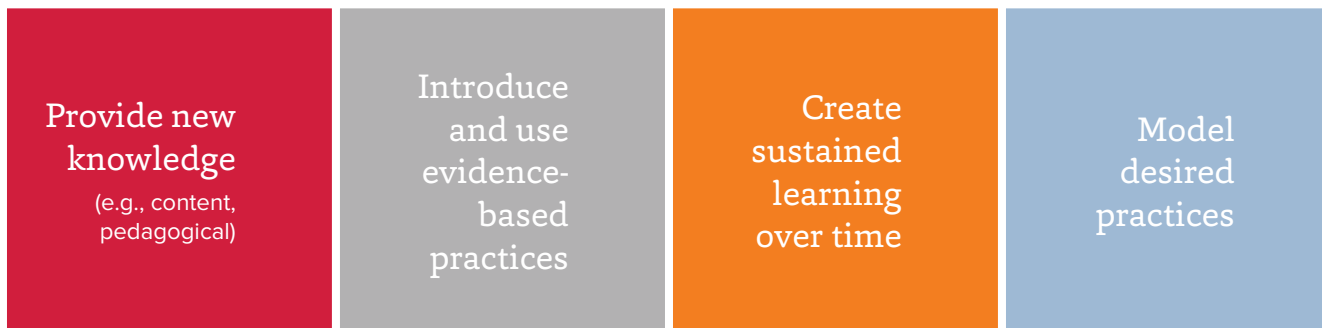 Provide new
knowledge
(e.g., content,
pedagogical)
Introduce
and use
evidence-
based
practices
Create
sustained
learning
over time
Model
desired
practices